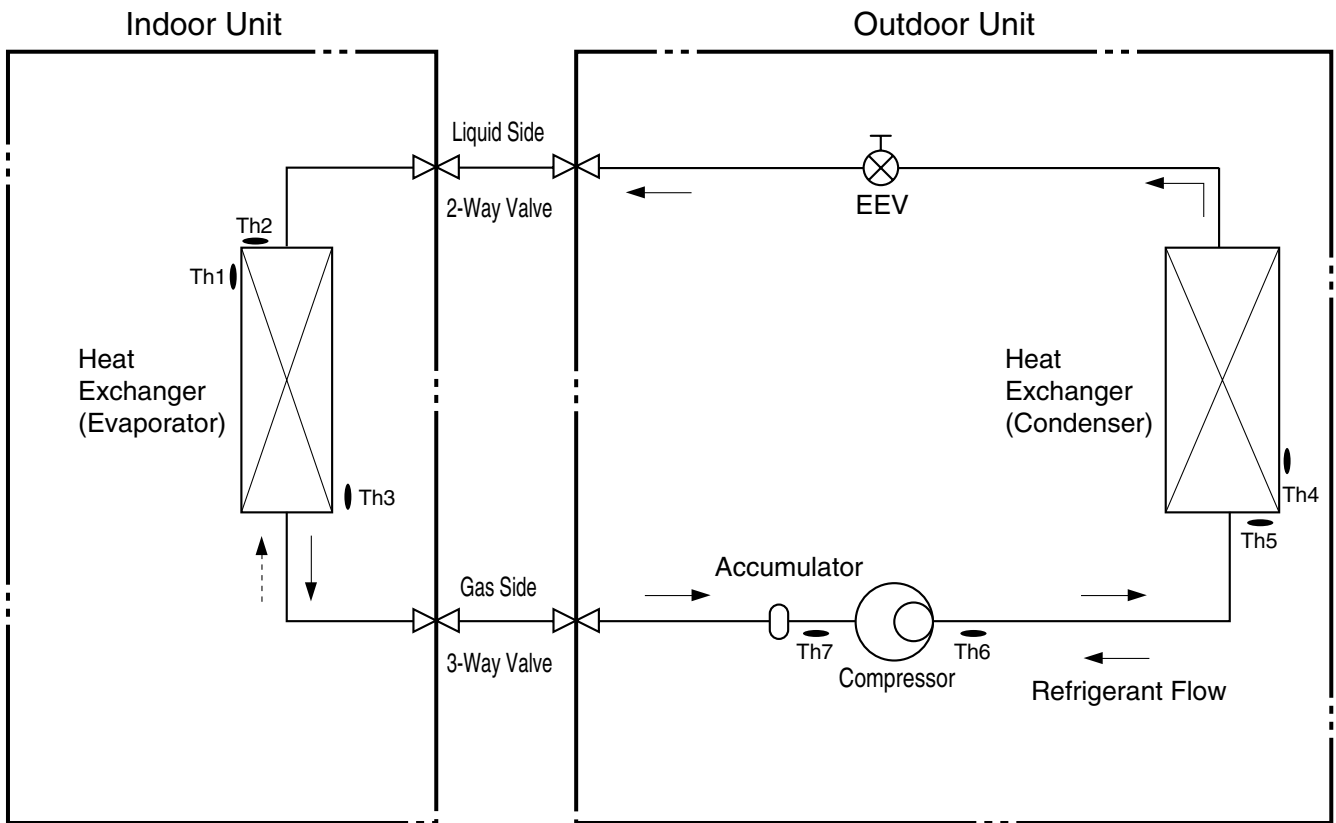 Indoor Unit
Outdoor Unit
Liquid Side
2-Way Valve
EEV
Th2
Th1
Heat
Exchanger
(Evaporator)
Th3
Heat
Exchanger
(Condenser)
Th4
Th5
Gas Side
3-Way Valve
Accumulator
Th7
Compressor
Th6
Refrigerant Flow